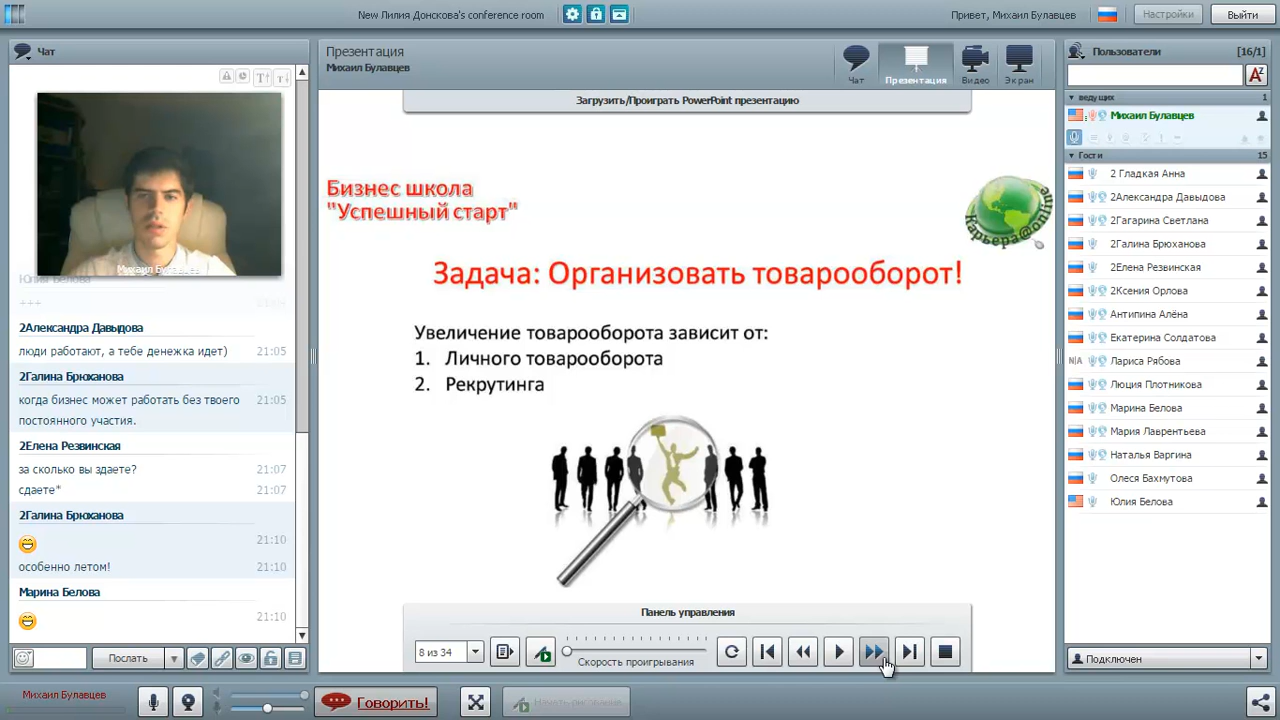 New Лилия Донскова's conference room
Привет, Михаил Булавцев
Настройки
Выйти
Чат
Михаил Булавцев
Юлия Белова
+++
2Александра Давыдова
люди работают, а тебе денежка идет)
21:05
2Галина Брюханова
когда бизнес может работать без твоего
21:05
постоянного участия.
2Елена Резвинская
за сколько вы здаете?
21:07
сдаете*
21:07
2Галина Брюханова
21:10
особенно летом!
21:10
Марина Белова
21:10
Послать
Презентация
Михаил Булавцев
Чат
Презентация
Видео
Экран
Загрузить/Проиграть PowerPoint презентацию
Бизнес школа
"Успешный старт"
Карьера@online
Задача: Организовать товарооборот!
Увеличение товарооборота зависит от:
1. Личного товарооборота
2. Рекрутинга
Панель управления
8 из 34
Скорость проигрывания
Пользователи
[16/1]
ведущих
1
Михаил Булавцев
Гости
15
2 Гладкая Анна
2Александра Давыдова
2Гагарина Светлана
2Галина Брюханова
2Елена Резвинская
2Ксения Орлова
Антипина Алёна
Екатерина Солдатова
N/A Лариса Рябова
Люция Плотникова
Марина Белова
Мария Лаврентьева
Наталья Варгина
Олеся Бахмутова
Юлия Белова
Подключен
Михаил Булавцев
Говорить!